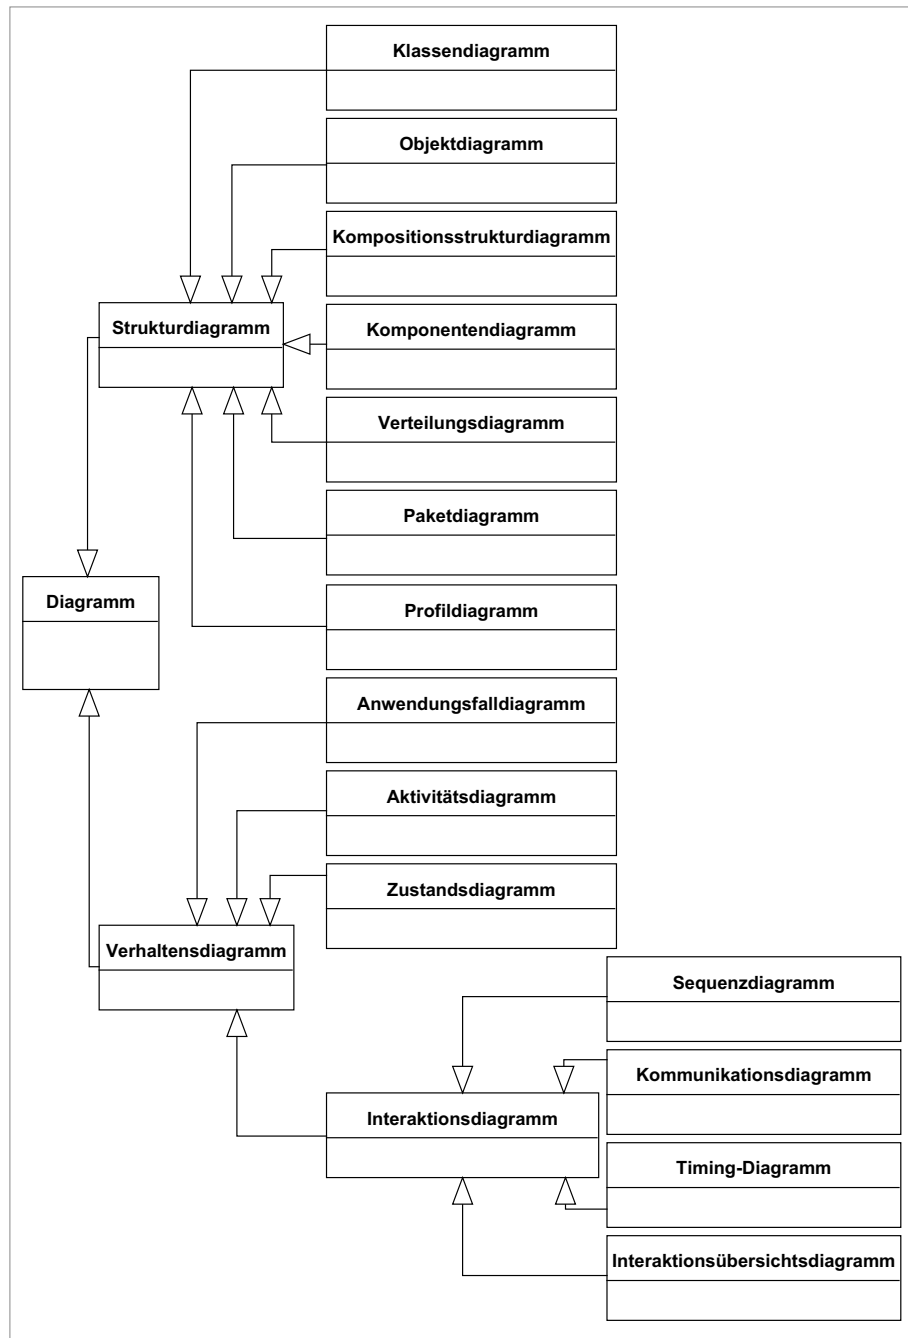 Klassendiagramm
Objektdiagramm
Kompositionsstrukturdiagramm
Strukturdiagramm
Komponentendiagramm
Verteilungsdiagramm
Paketdiagramm
Diagramm
Profildiagramm
Anwendungsfalldiagramm
Aktivitätsdiagramm
Zustandsdiagramm
Verhaltensdiagramm
Sequenzdiagramm
Kommunikationsdiagramm
Interaktionsdiagramm
Timing-Diagramm
Interaktionsübersichtsdiagramm